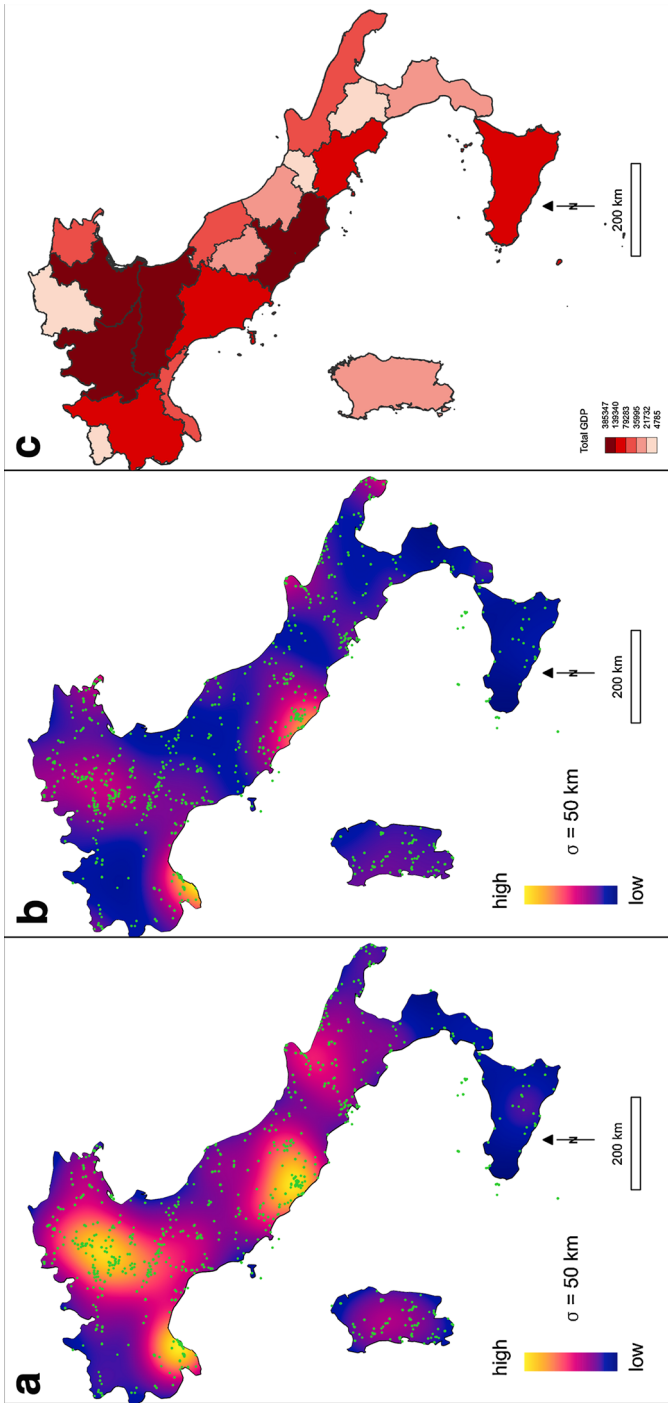 a
high
low
σ = 50 km
N
200 km
b
high
low
σ = 50 km
N
200 km
c
Total GDP
385347
139340
79283
35995
21732
4785
N
200 km